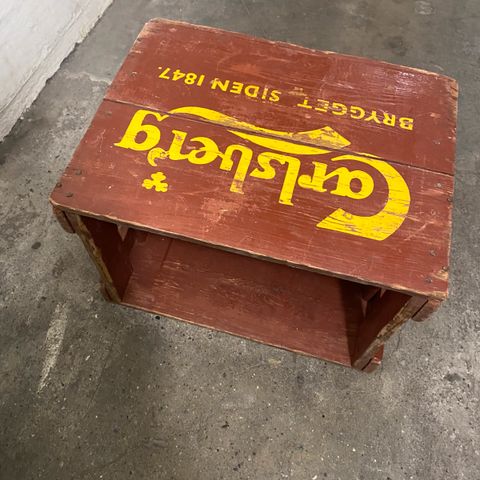 Carlsberg
BRYGGET SIDEN 1847.